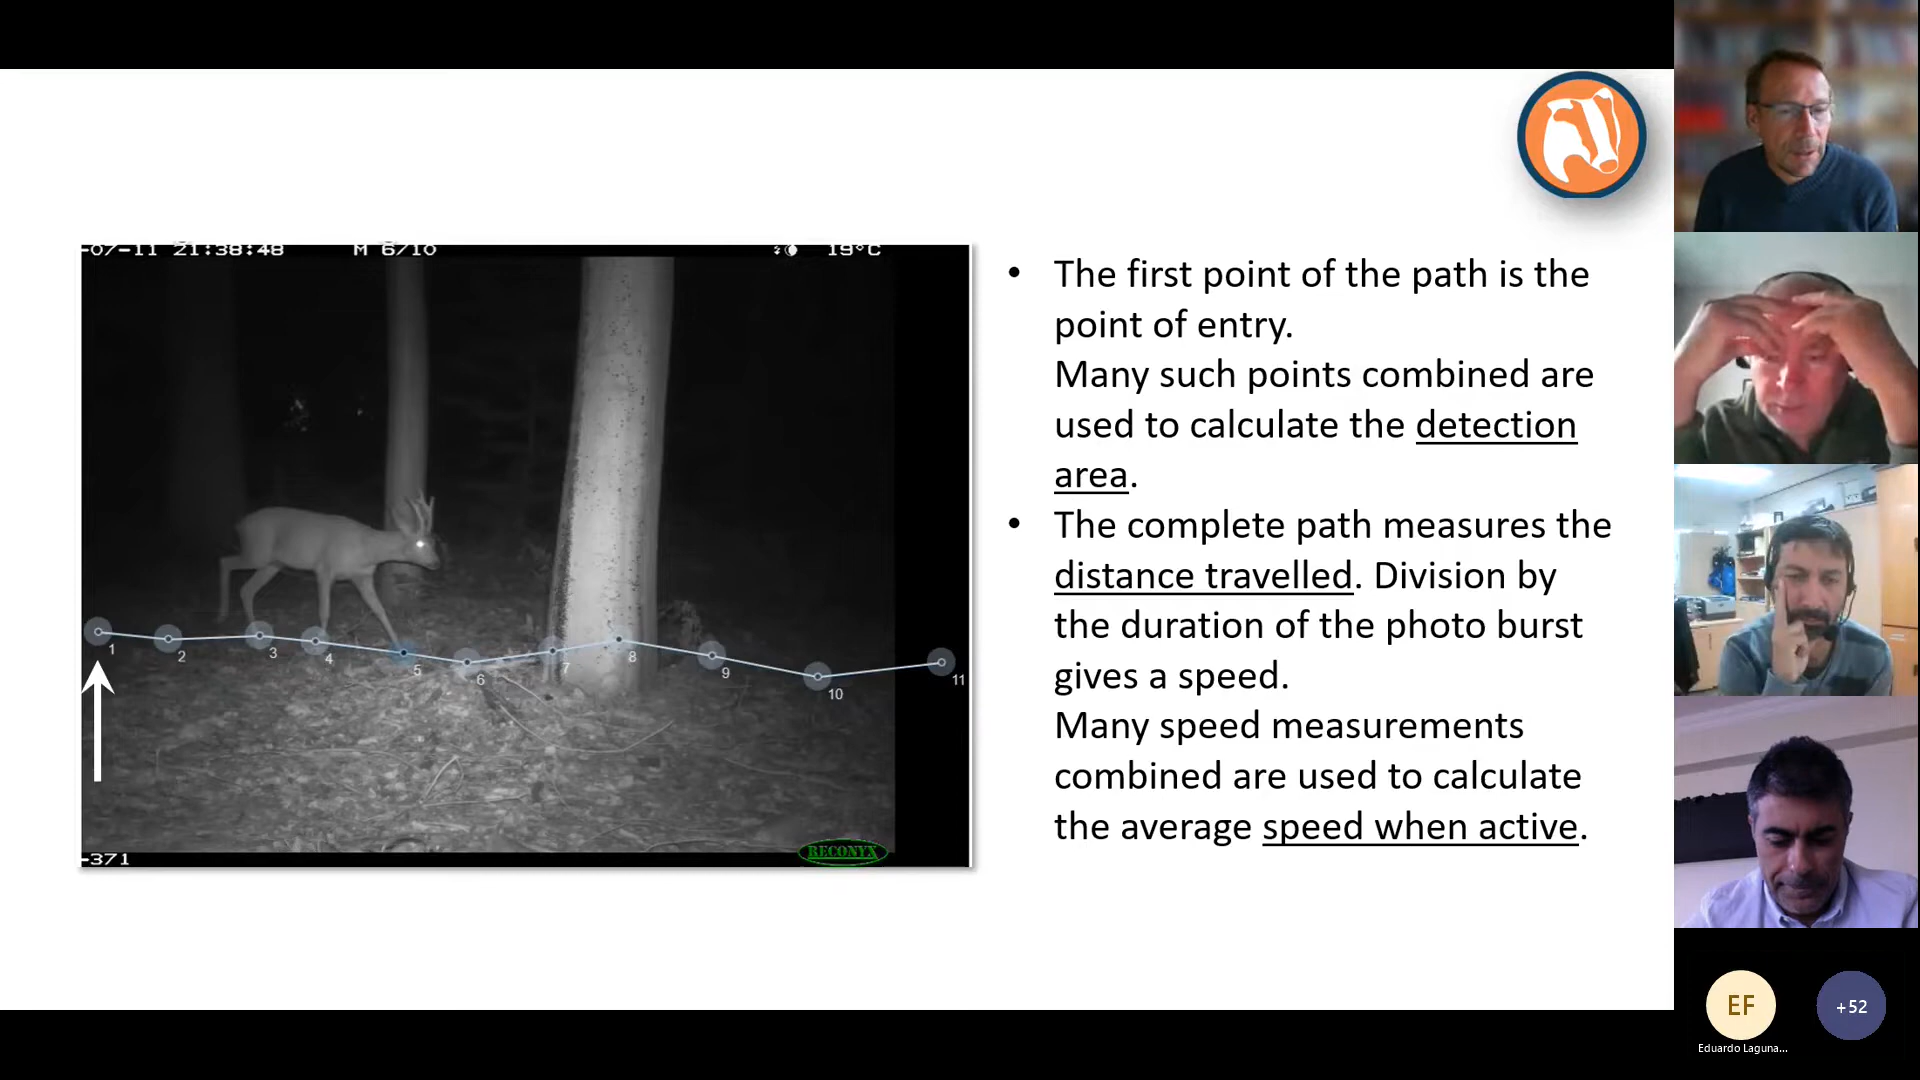 -07-11 21:38:48 M 6/10 19°C
• The first point of the path is the
point of entry.
Many such points combined are
used to calculate the detection
area.
• The complete path measures the
distance travelled. Division by
the duration of the photo burst
gives a speed.
Many speed measurements
combined are used to calculate
the average speed when active.
1
2
3
4
5
6
7
8
9
10
11
-371
RECONYX
EF
+52
Eduardo Laguna...